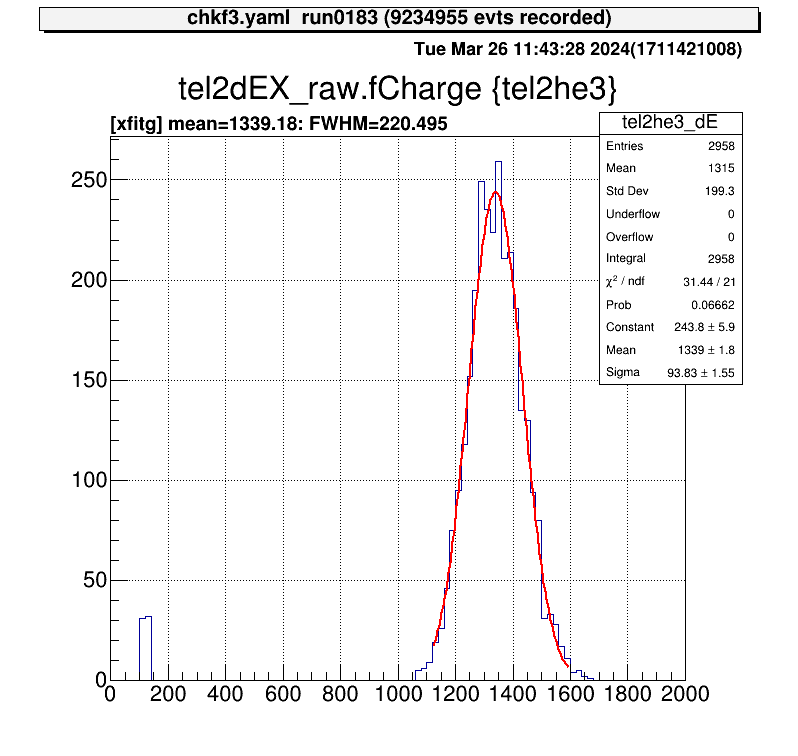 chkf3.yaml  run0183 (9234955 evts recorded)
Tue Mar 26 11:43:28 2024(1711421008)
tel2dEX_raw.fCharge {tel2he3}
[xfitg] mean=1339.18: FWHM=220.495
tel2he3_dE
Entries 2958
Mean 1315
Std Dev 199.3
Underflow 0
Overflow 0
Integral 2958
χ² / ndf 31.44 / 21
Prob 0.06662
Constant 243.8 ± 5.9
Mean 1339 ± 1.8
Sigma 93.83 ± 1.55
250
200
150
100
50
0
0 200 400 600 800 1000 1200 1400 1600 1800 2000